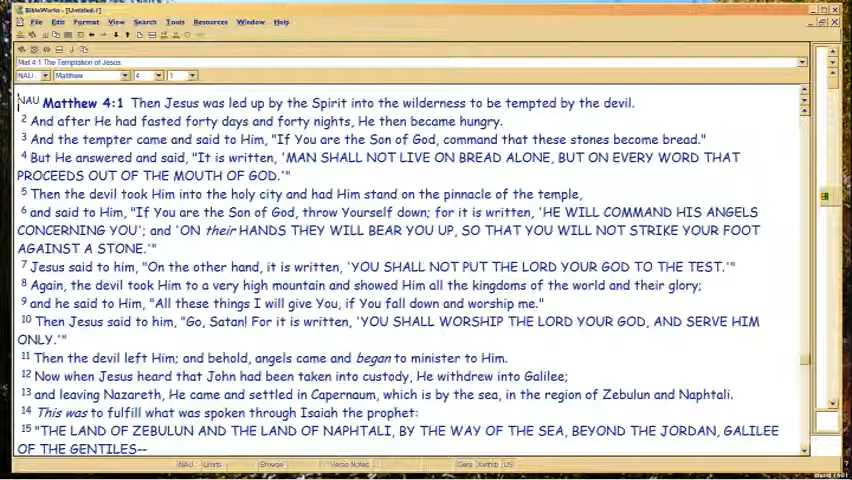 BibleWorks - [Untitled-1]
File Edit Format View Search Tools Resources Window Help
Mat 4:1 The Temptation of Jesus
NAU Matthew 4 1
NAU Matthew 4:1 Then Jesus was led up by the Spirit into the wilderness to be tempted by the devil.
2 And after He had fasted forty days and forty nights, He then became hungry.
3 And the tempter came and said to Him, "If You are the Son of God, command that these stones become bread."
4 But He answered and said, "It is written, 'MAN SHALL NOT LIVE ON BREAD ALONE, BUT ON EVERY WORD THAT
PROCEEDS OUT OF THE MOUTH OF GOD.'"
5 Then the devil took Him into the holy city and had Him stand on the pinnacle of the temple,
6 and said to Him, "If You are the Son of God, throw Yourself down; for it is written, 'HE WILL COMMAND HIS ANGELS
CONCERNING YOU'; and 'ON their HANDS THEY WILL BEAR YOU UP, SO THAT YOU WILL NOT STRIKE YOUR FOOT
AGAINST A STONE.'"
7 Jesus said to him, "On the other hand, it is written, 'YOU SHALL NOT PUT THE LORD YOUR GOD TO THE TEST.'"
8 Again, the devil took Him to a very high mountain and showed Him all the kingdoms of the world and their glory;
9 and he said to Him, "All these things I will give You, if You fall down and worship me."
10 Then Jesus said to him, "Go, Satan! For it is written, 'YOU SHALL WORSHIP THE LORD YOUR GOD, AND SERVE HIM
ONLY.'"
11 Then the devil left Him; and behold, angels came and began to minister to Him.
12 Now when Jesus heard that John had been taken into custody, He withdrew into Galilee;
13 and leaving Nazareth, He came and settled in Capernaum, which is by the sea, in the region of Zebulun and Naphtali.
14 This was to fulfill what was spoken through Isaiah the prophet:
15 "THE LAND OF ZEBULUN AND THE LAND OF NAPHTALI, BY THE WAY OF THE SEA, BEYOND THE JORDAN, GALILEE
OF THE GENTILES--
NAU Limits Browse Verse Notes US